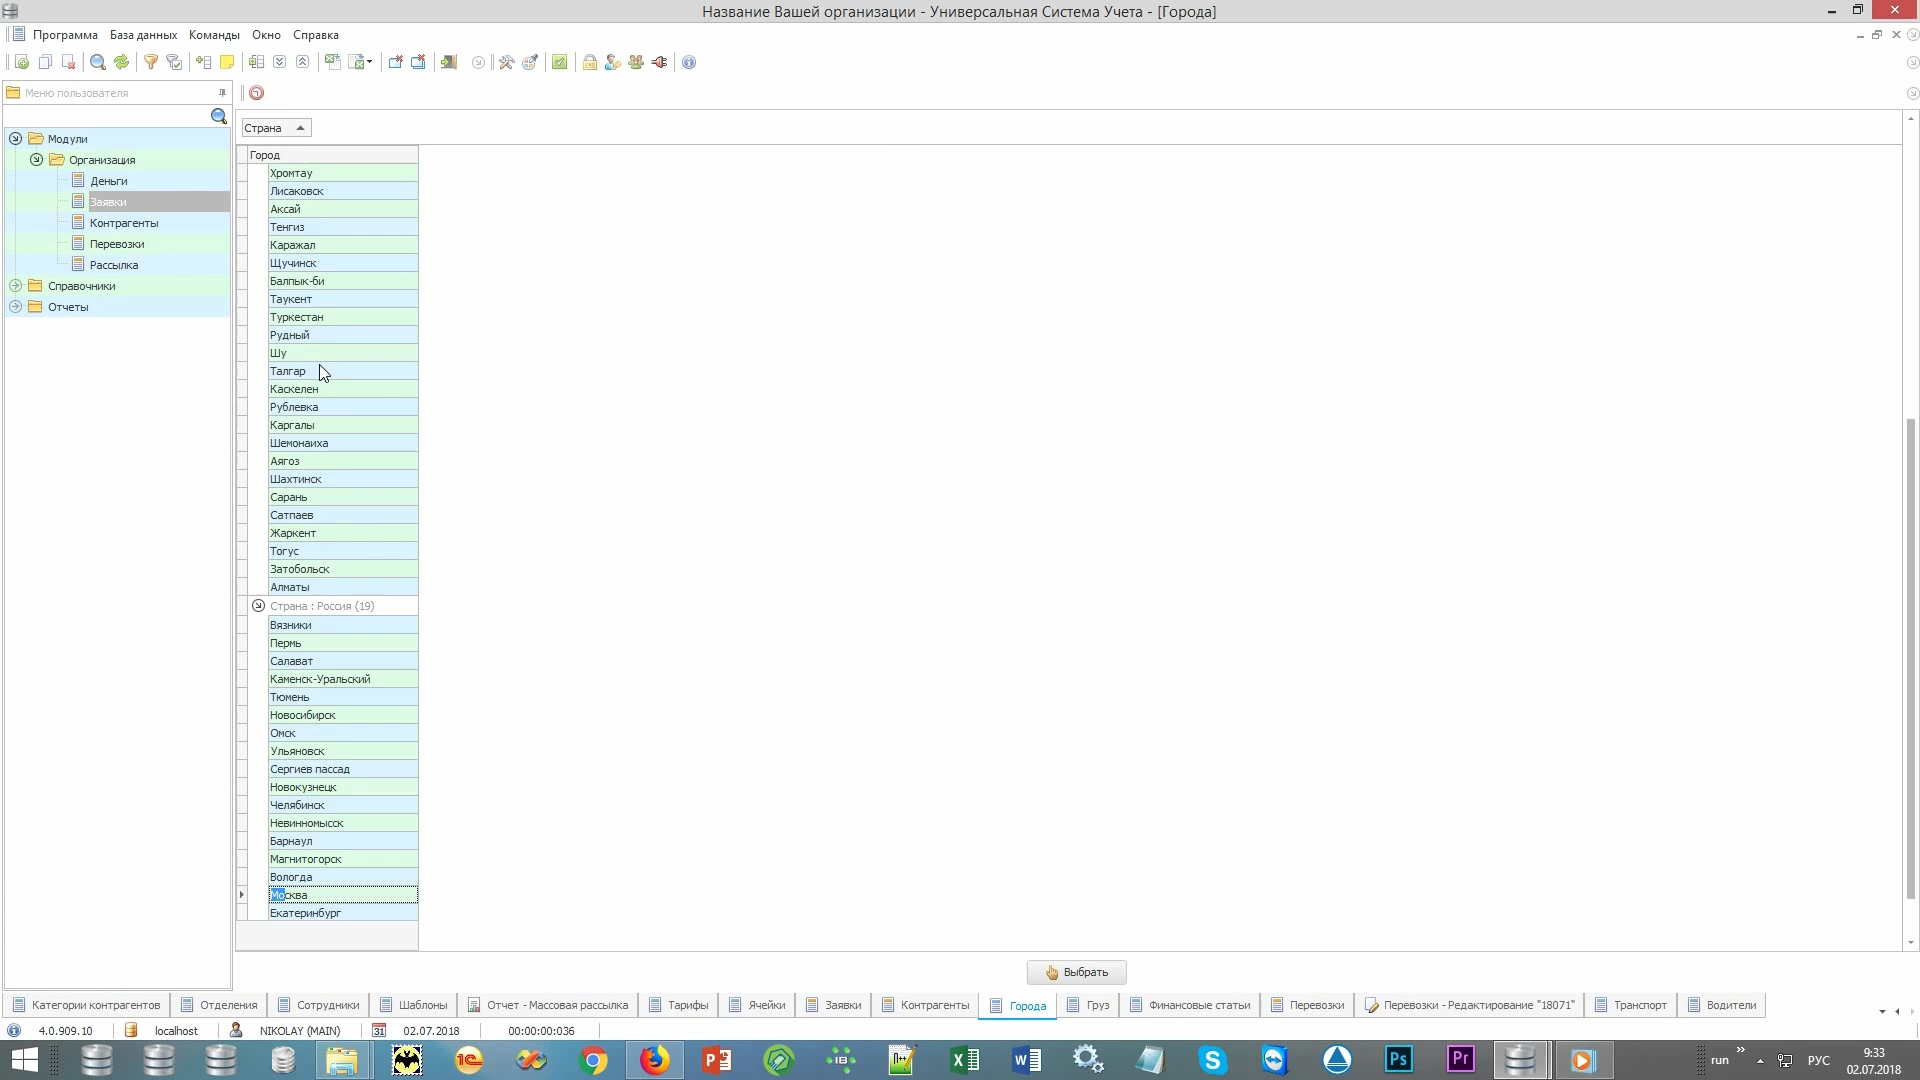 Название Вашей организации - Универсальная Система Учета - [Города]
Программа База данных Команды Окно Справка
Меню пользователя
Модули
Организация
Деньги
Заявки
Контрагенты
Перевозки
Рассылка
Справочники
Отчеты
Страна
Город
Хромтау
Лисаковск
Аксай
Тенгиз
Каражал
Щучинск
Балпык-би
Таукент
Туркестан
Рудный
Шу
Талгар
Каскелен
Рублевка
Каргалы
Шемонаиха
Аягоз
Шахтинск
Сарань
Сатпаев
Жаркент
Тогус
Затобольск
Алматы
Страна : Россия (19)
Вязники
Пермь
Салават
Каменск-Уральский
Тюмень
Новосибирск
Омск
Ульяновск
Сергиев пассад
Новокузнецк
Челябинск
Невинномысск
Барнаул
Магнитогорск
Вологда
Москва
Екатеринбург
Выбрать
Категории контрагентов Отделения Сотрудники Шаблоны Отчет - Массовая рассылка Тарифы Ячейки Заявки Контрагенты Города Груз Финансовые статьи Перевозки Перевозки - Редактирование "18071" Транспорт Водители
4.0.909.10 localhost NIKOLAY (MAIN) 31 02.07.2018 00:00:00:036
1С IB n++ Ps Pr run » РУС 9:33
02.07.2018